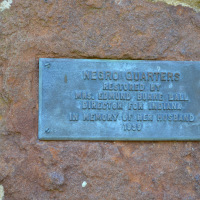 NEGRO QUARTERS
RESTORED BY
MRS. EDMUND BURKE BALL
DIRECTOR FOR INDIANA
IN MEMORY OF HER HUSBAND
1939